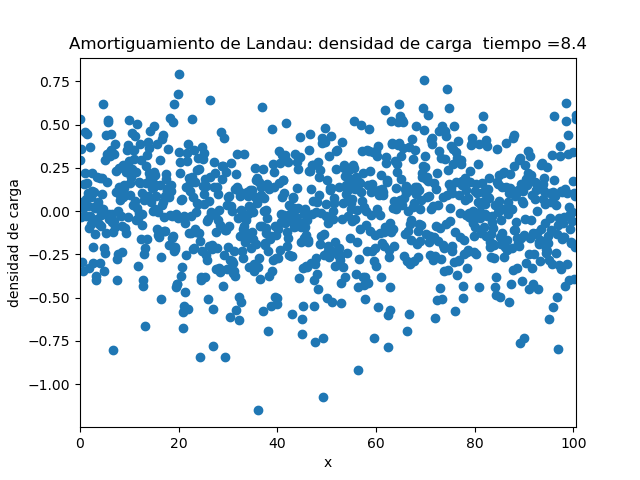 Amortiguamiento de Landau: densidad de carga  tiempo =8.4
densidad de carga
0.75
0.50
0.25
0.00
−0.25
−0.50
−0.75
−1.00
0 20 40 60 80 100
x